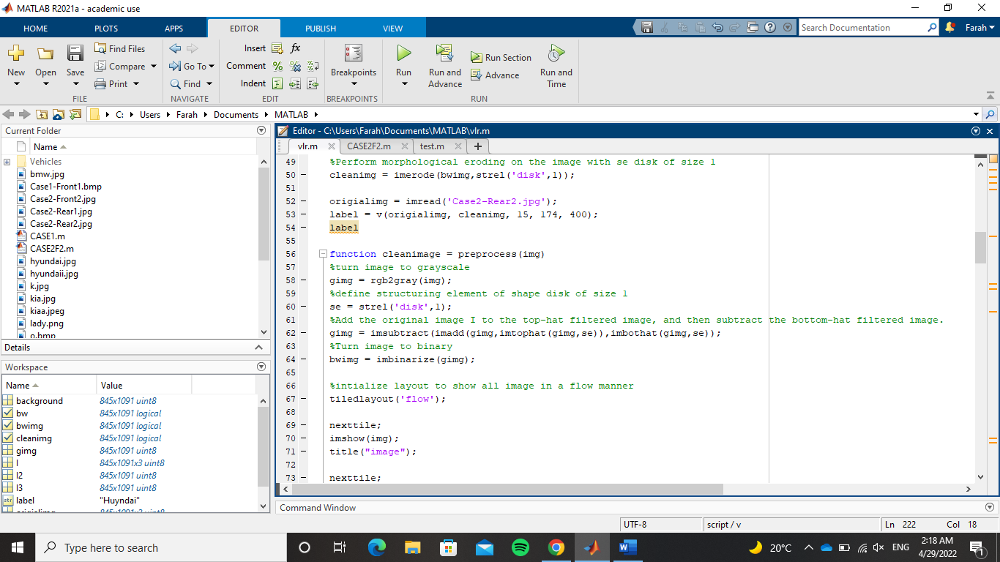 MATLAB R2021a - academic use
HOME PLOTS APPS EDITOR PUBLISH VIEW
Search Documentation Farah
New Open Save Find Files Compare Print
Go To Find
Insert fx
Comment
Indent
Breakpoints Run Run and Advance Run Section Advance Run and Time
FILE NAVIGATE EDIT BREAKPOINTS RUN
C: Users Farah Documents MATLAB
Current Folder
Name
Vehicles
bmw.jpg
Case1-Front1.bmp
Case2-Front2.jpg
Case2-Rear1.jpg
Case2-Rear2.jpg
CASE1.m
CASE2F2.m
hyundai.jpg
hyundaii.jpg
k.jpg
kia.jpg
kiaa.jpeg
lady.png
o.bmp
Details
Workspace
Name Value
background 845x1091 uint8
bw 845x1091 logical
bwimg 845x1091 logical
cleanimg 845x1091 logical
gimg 845x1091 uint8
I 845x1091x3 uint8
I2 845x1091 uint8
I3 845x1091 uint8
label "Huyndai"
origialimg 845x1091x3 uint8
Editor - C:\Users\Farah\Documents\MATLAB\vlr.m
vlr.m CASE2F2.m test.m
49 %Perform morphological eroding on the image with se disk of size 1
50 cleanimg = imerode(bwimg,strel('disk',1));
51
52 origialimg = imread('Case2-Rear2.jpg');
53 label = v(origialimg, cleanimg, 15, 174, 400);
54 label
55
56 function cleanimage = preprocess(img)
57 %turn image to grayscale
58 gimg = rgb2gray(img);
59 %define structuring element of shape disk of size 1
60 se = strel('disk',1);
61 %Add the original image I to the top-hat filtered image, and then subtract the bottom-hat filtered image.
62 gimg = imsubtract(imadd(gimg,imtophat(gimg,se)),imbothat(gimg,se));
63 %Turn image to binary
64 bwimg = imbinarize(gimg);
65
66 %intialize layout to show all image in a flow manner
67 tiledlayout('flow');
68
69 nexttile;
70 imshow(img);
71 title("image");
72
73 nexttile;
Command Window
UTF-8 script / v Ln 222 Col 18
Type here to search
20°C ENG 2:18 AM
4/29/2022
1